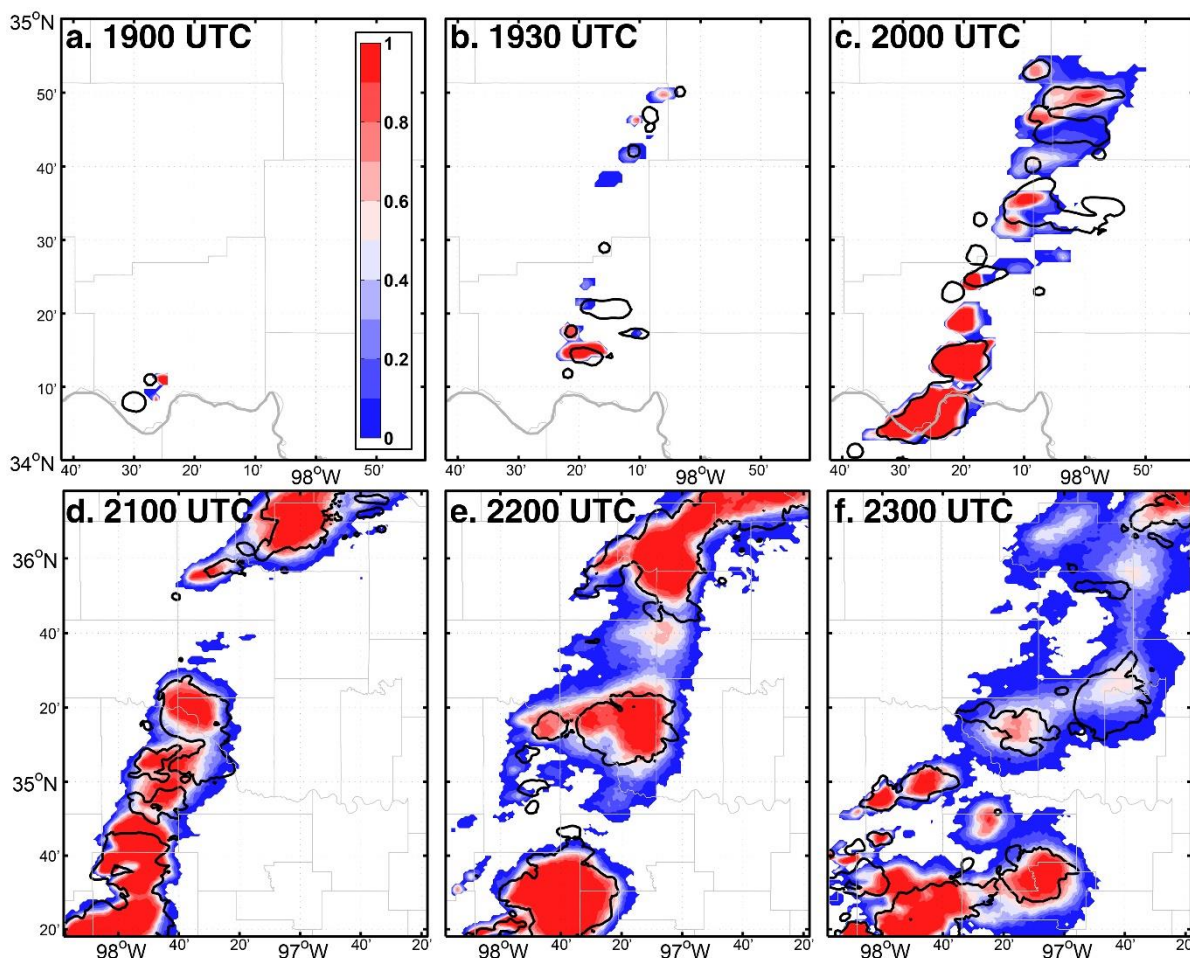 a. 1900 UTC
b. 1930 UTC
c. 2000 UTC
35°N
50'
40'
30'
20'
10'
34°N
1
0.8
0.6
0.4
0.2
0
40' 30' 20' 10' 98°W 50'
40' 30' 20' 10' 98°W 50'
40' 30' 20' 10' 98°W 50'
d. 2100 UTC
e. 2200 UTC
f. 2300 UTC
36°N
40'
20'
35°N
40'
20'
98°W 40' 20' 97°W 40' 20'
98°W 40' 20' 97°W 40' 20'
98°W 40' 20' 97°W 40' 20'